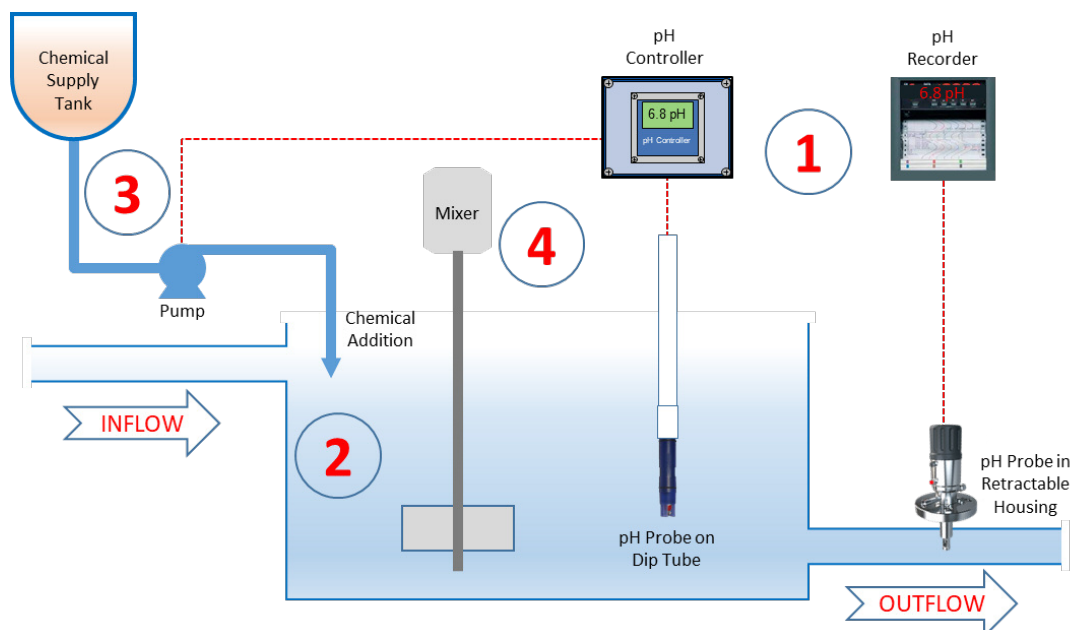 Chemical
Supply
Tank
pH
Controller
pH
Recorder
6.8 pH
pH Controller
6.8 pH
1
3
Mixer
4
Pump
Chemical
Addition
INFLOW
2
pH Probe on
Dip Tube
pH Probe in
Retractable
Housing
OUTFLOW